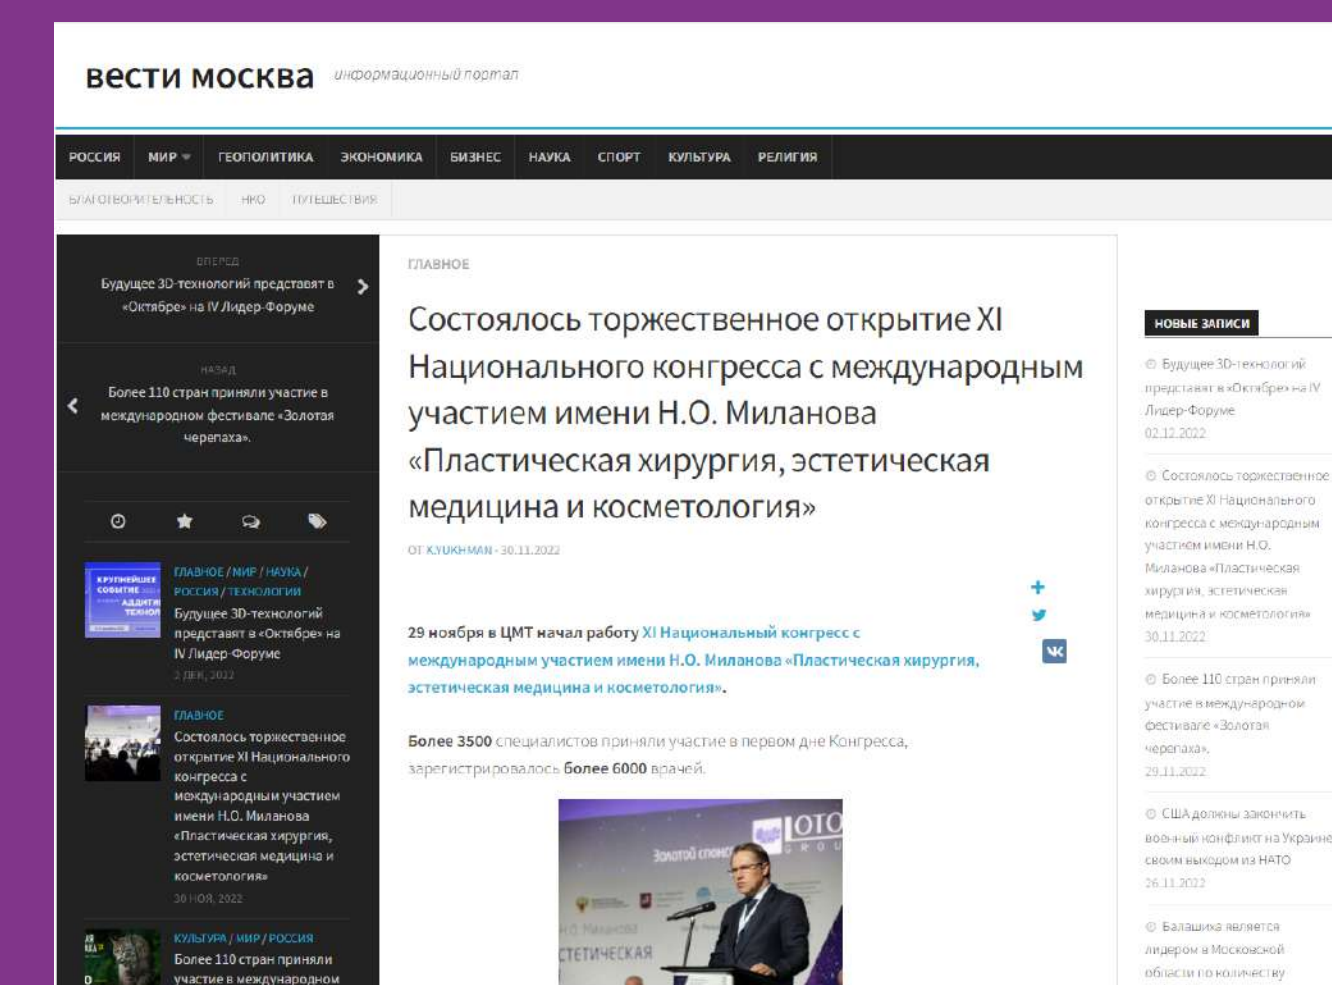 вести москва
информационный портал
РОССИЯ МИР ГЕОПОЛИТИКА ЭКОНОМИКА БИЗНЕС НАУКА СПОРТ КУЛЬТУРА РЕЛИГИЯ
БЛАГОТВОРИТЕЛЬНОСТЬ НКО ПУТЕШЕСТВИЯ
ВПЕРЕД
Будущее 3D-технологий представят в
«Октябре» на IV Лидер-Форуме
НАЗАД
Более 110 стран приняли участие в
международном фестивале «Золотая
черепаха».
КРУПНЕЙШЕЕ
СОБЫТИЕ
ГЛАВНОЕ / МИР / НАУКА /
РОССИЯ / ТЕХНОЛОГИИ
Будущее 3D-технологий
представят в «Октябре» на
IV Лидер-Форуме
2 ДЕК, 2022
ГЛАВНОЕ
Состоялось торжественное
открытие XI Национального
конгресса с
международным участием
имени Н.О. Миланова
«Пластическая хирургия,
эстетическая медицина и
косметология»
30 НОЯ, 2022
КУЛЬТУРА / МИР / РОССИЯ
Более 110 стран приняли
участие в международном
ГЛАВНОЕ
Состоялось торжественное открытие XI
Национального конгресса с международным
участием имени Н.О. Миланова
«Пластическая хирургия, эстетическая
медицина и косметология»
ОТ K.YUKHMAN - 30.11.2022
29 ноября в ЦМТ начал работу XI Национальный конгресс с
международным участием имени Н.О. Миланова «Пластическая хирургия,
эстетическая медицина и косметология».
Более 3500 специалистов приняли участие в первом дне Конгресса,
зарегистрировалось более 6000 врачей.
ОТО
GROU
Золотой спонс
Н.О. Миланова
СТЕТИЧЕСКАЯ
НОВЫЕ ЗАПИСИ
Будущее 3D-технологий
представят в «Октябре» на IV
Лидер-Форуме
02.12.2022
Состоялось торжественное
открытие XI Национального
конгресса с международным
участием имени Н.О.
Миланова «Пластическая
хирургия, эстетическая
медицина и косметология»
30.11.2022
Более 110 стран приняли
участие в международном
фестивале «Золотая
черепаха».
29.11.2022
США должны закончить
военный конфликт на Украине
своим выходом из НАТО
26.11.2022
Балашиха является
лидером в Московской
области по количеству